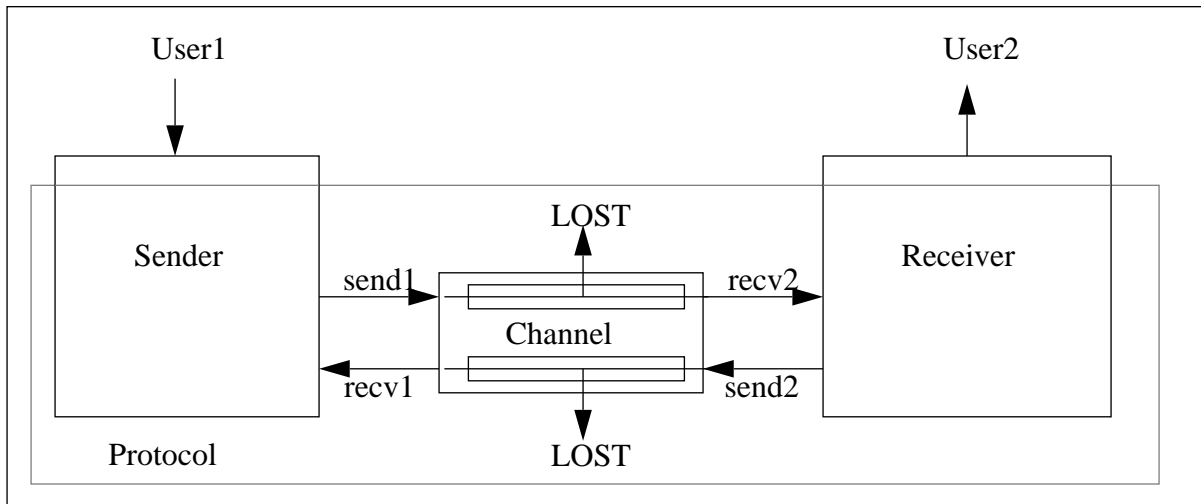 User1
User2
LOST
Sender
Receiver
send1
recv2
Channel
recv1
send2
Protocol
LOST